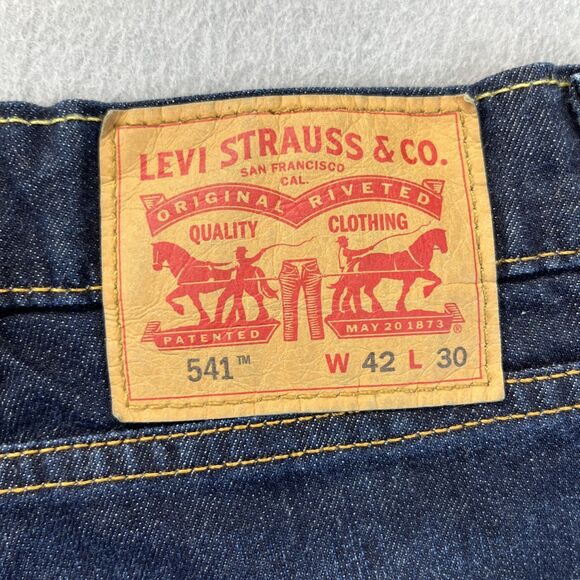 LEVI STRAUSS & CO.
SAN FRANCISCO
CAL.
ORIGINAL RIVETED
QUALITY CLOTHING
PATENTED MAY 20 1873 ®
541™ W 42 L 30